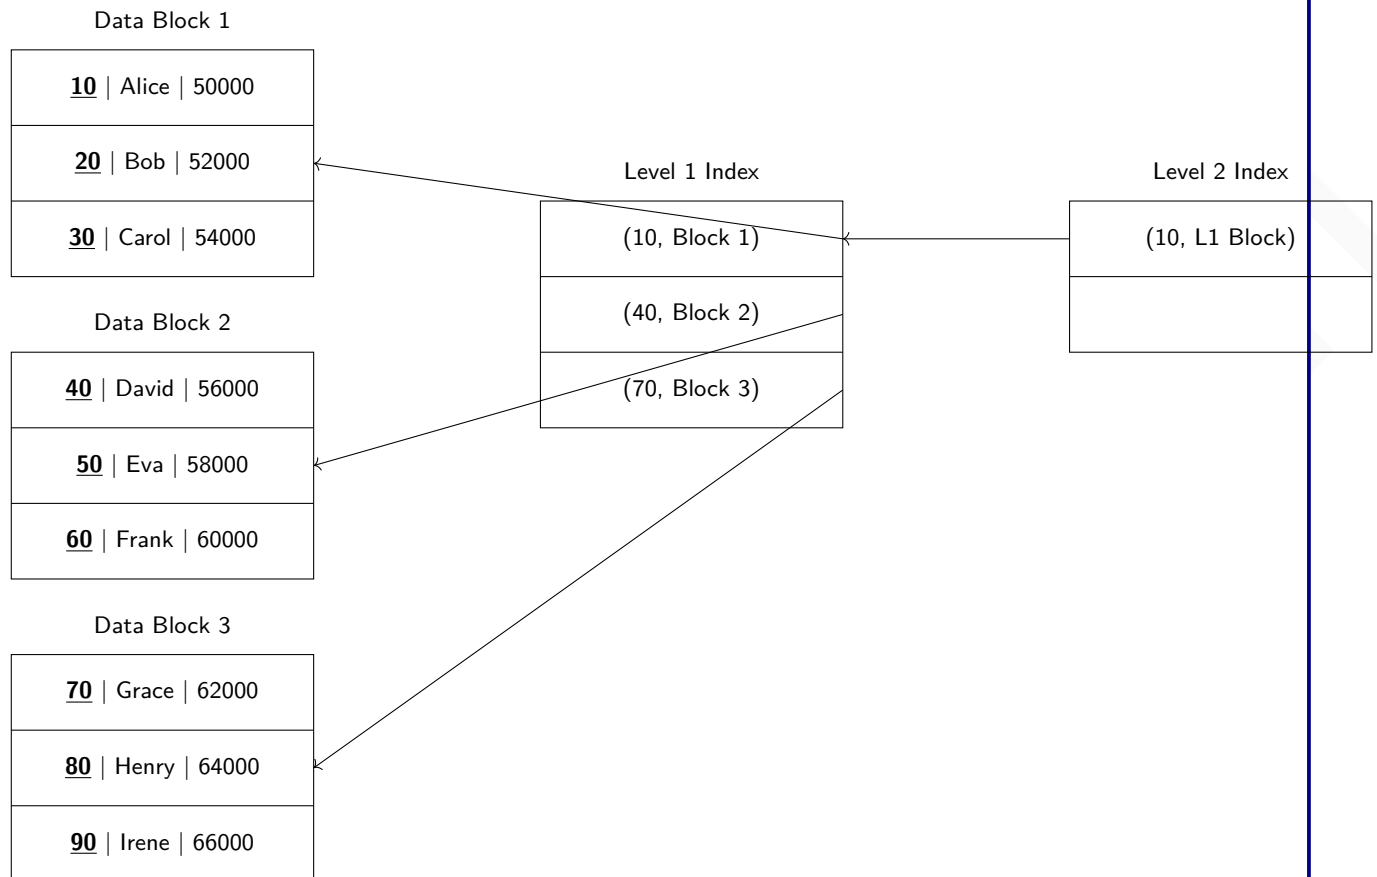 Data Block 1
10 | Alice | 50000
20 | Bob | 52000
30 | Carol | 54000
Data Block 2
40 | David | 56000
50 | Eva | 58000
60 | Frank | 60000
Data Block 3
70 | Grace | 62000
80 | Henry | 64000
90 | Irene | 66000
Level 1 Index
(10, Block 1)
(40, Block 2)
(70, Block 3)
Level 2 Index
(10, L1 Block)